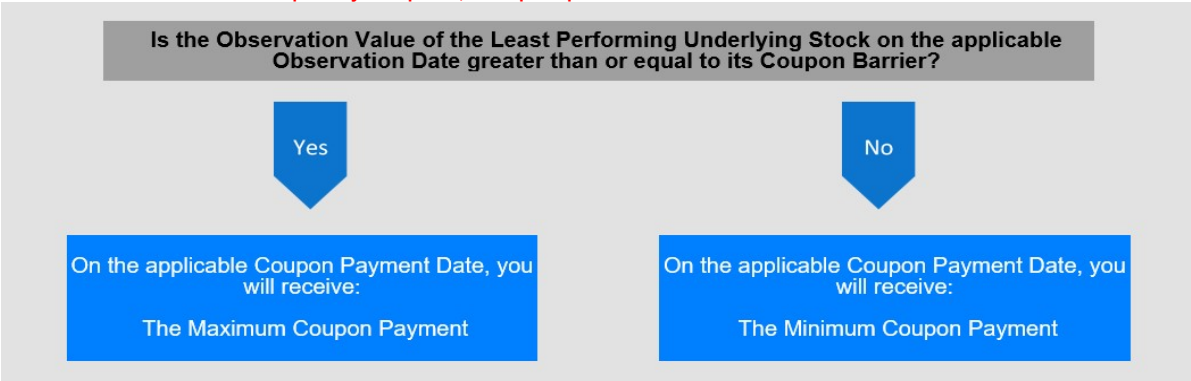 Is the Observation Value of the Least Performing Underlying Stock on the applicable
Observation Date greater than or equal to its Coupon Barrier?
Yes
No
On the applicable Coupon Payment Date, you
will receive:
The Maximum Coupon Payment
On the applicable Coupon Payment Date, you
will receive:
The Minimum Coupon Payment